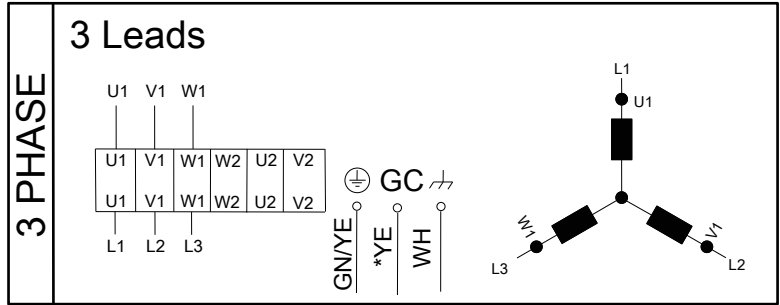 3 PHASE
3 Leads
U1 V1 W1
U1 V1 W1 W2 U2 V2
U1 V1 W1 W2 U2 V2
L1 L2 L3
GC
GN/YE
*YE
WH
L1
U1
W1
V1
L3
L2